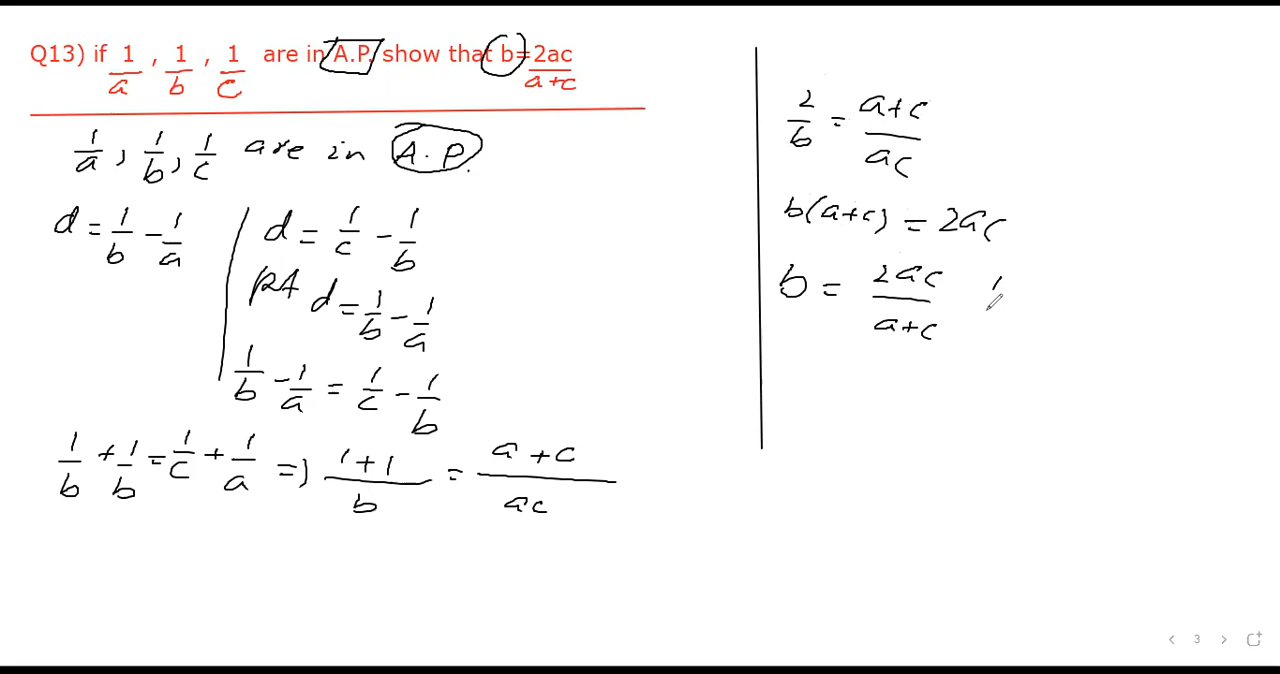 Q13) if 1/a , 1/b , 1/c are in A.P. show that b=2ac/a+c
1/a , 1/b , 1/c are in A.P.
d = 1/b - 1/a
d = 1/c - 1/b
d = 1/b - 1/a
1/b - 1/a = 1/c - 1/b
1/b + 1/b = 1/c + 1/a => 1+1/b = a+c/ac
2/b = a+c/ac
b(a+c) = 2ac
b = 2ac/a+c
3